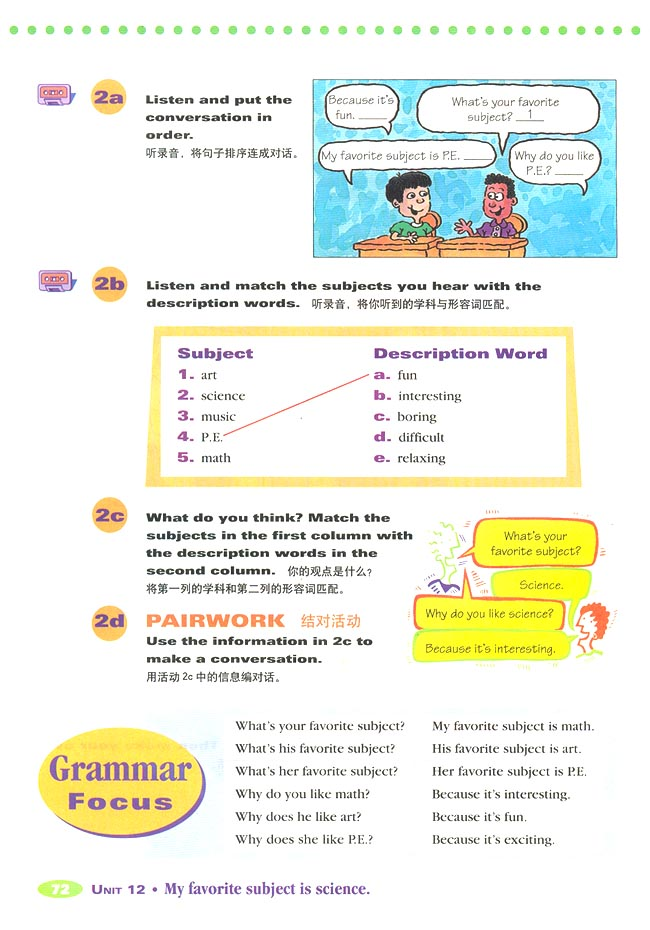 2a
Listen and put the
conversation in
order.
听录音，将句子排序连成对话。
Because it's
fun. ____
What's your favorite
subject? _1_
My favorite subject is P.E. ____
Why do you like
P.E.? ____
2b
Listen and match the subjects you hear with the
description words. 听录音，将你听到的学科与形容词匹配。
Subject
Description Word
1. art
a. fun
2. science
b. interesting
3. music
c. boring
4. P.E.
d. difficult
5. math
e. relaxing
2c
What do you think? Match the
subjects in the first column with
the description words in the
second column. 你的观点是什么?
将第一列的学科和第二列的形容词匹配。
What's your
favorite subject?
Science.
Why do you like science?
Because it's interesting.
2d
PAIRWORK 结对活动
Use the information in 2c to
make a conversation.
用活动 2c 中的信息编对话。
Grammar
Focus
What's your favorite subject?
My favorite subject is math.
What's his favorite subject?
His favorite subject is art.
What's her favorite subject?
Her favorite subject is P.E.
Why do you like math?
Because it's interesting.
Why does he like art?
Because it's fun.
Why does she like P.E.?
Because it's exciting.
72 UNIT 12 • My favorite subject is science.